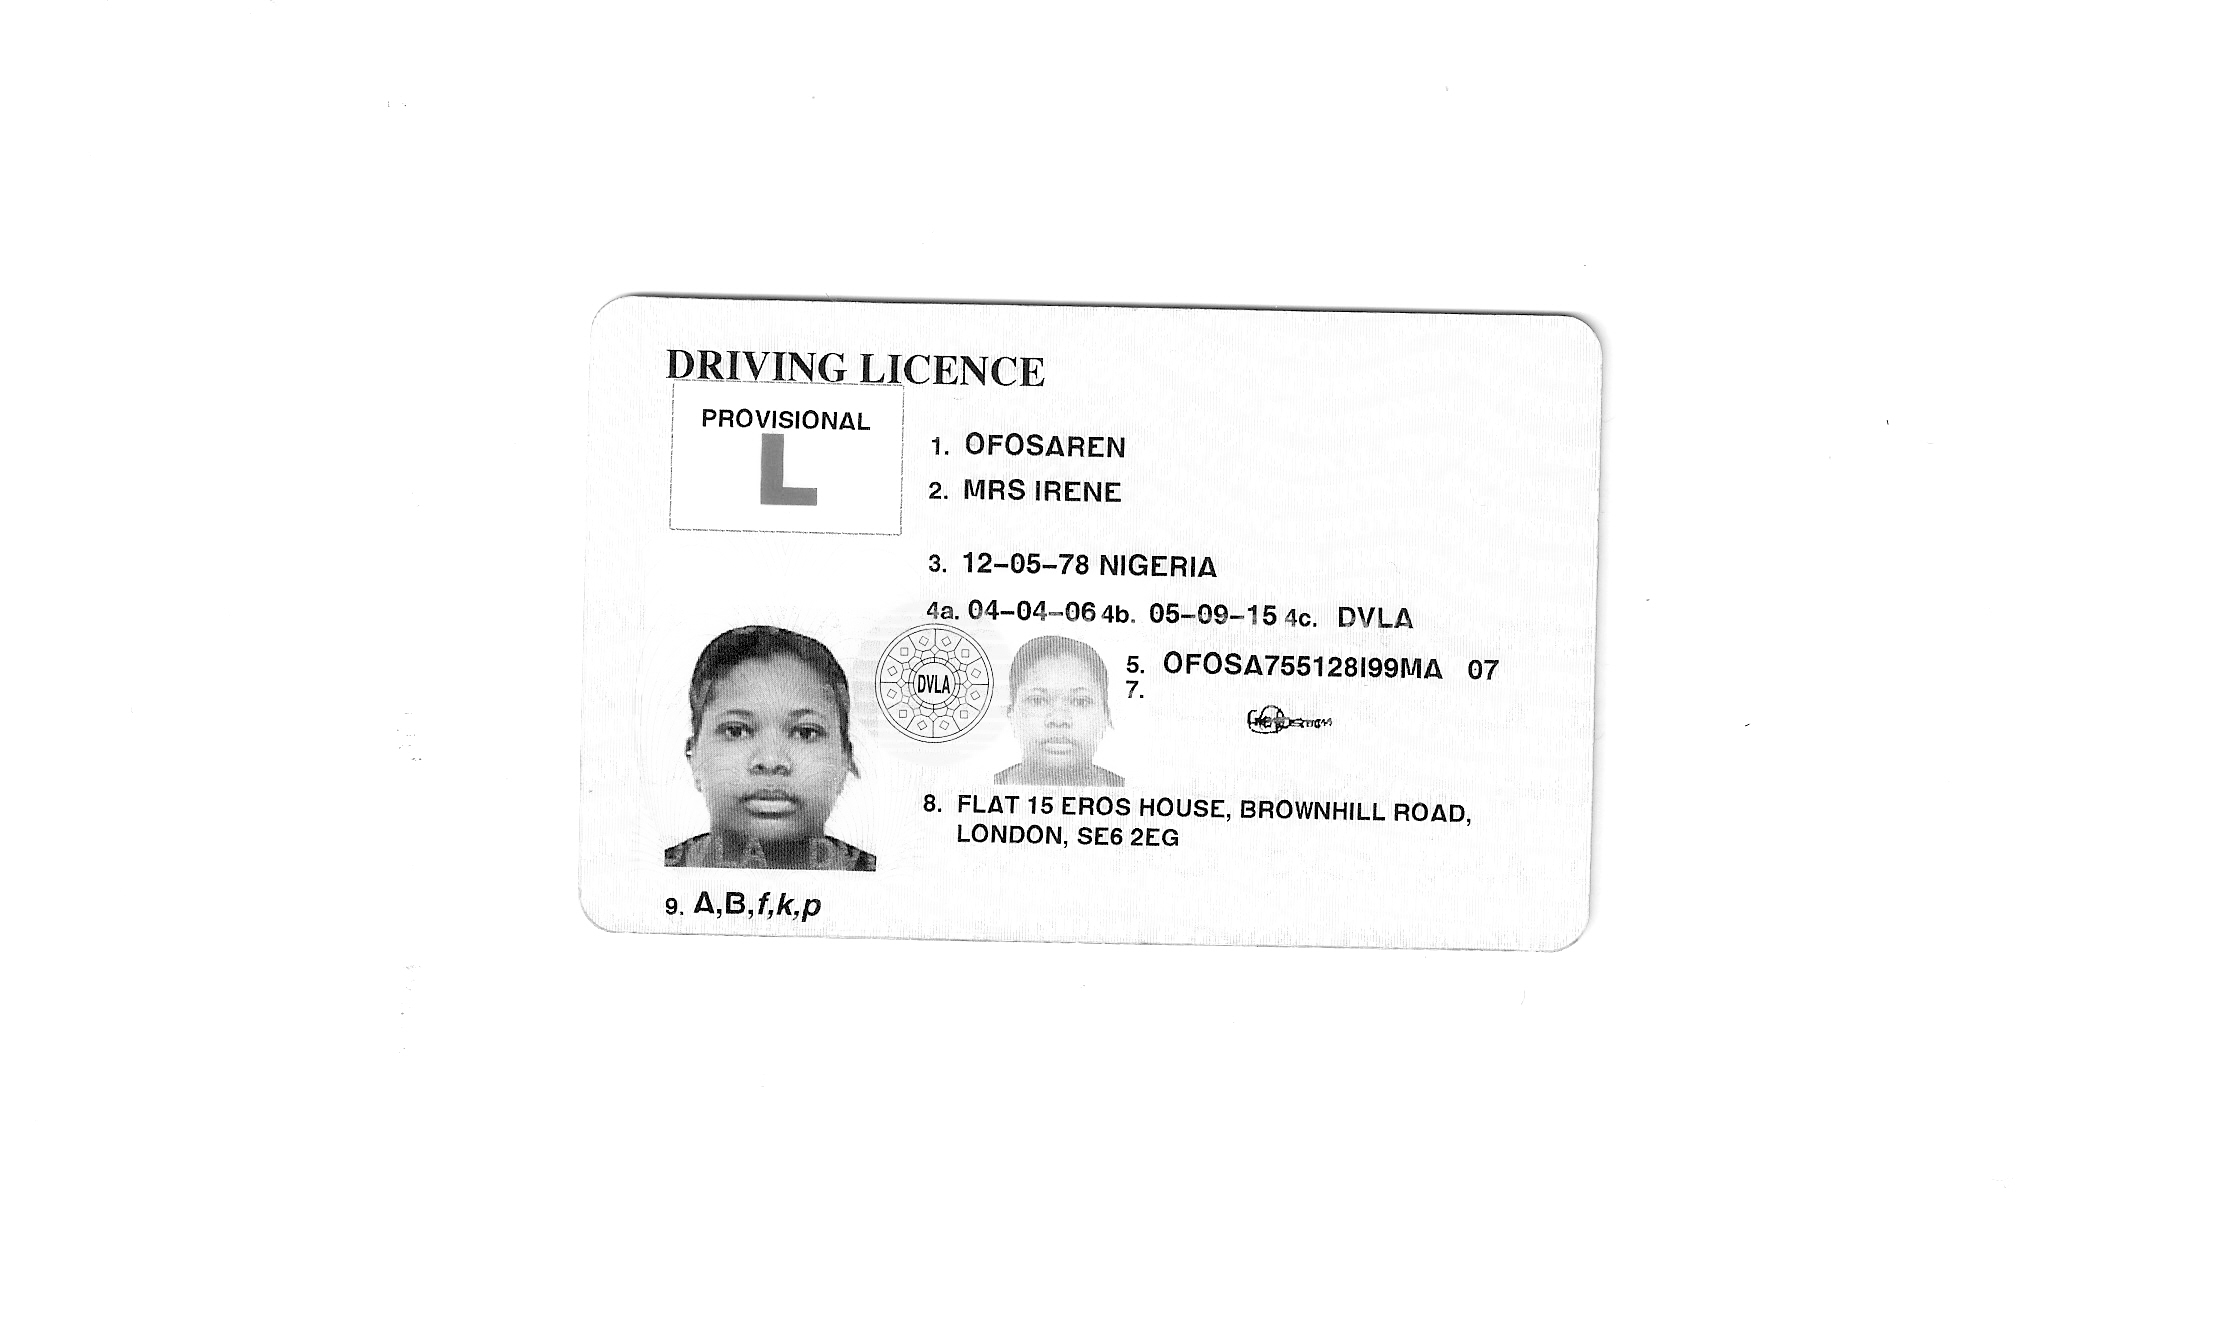 DRIVING LICENCE
PROVISIONAL
L
1. OFOSAREN
2. MRS IRENE
3. 12–05–78 NIGERIA
4a. 04–04–06 4b. 05–09–15 4c. DVLA
DVLA
5. OFOSA755128I99MA 07
7.
8. FLAT 15 EROS HOUSE, BROWNHILL ROAD,
LONDON, SE6 2EG
9. A,B,f,k,p